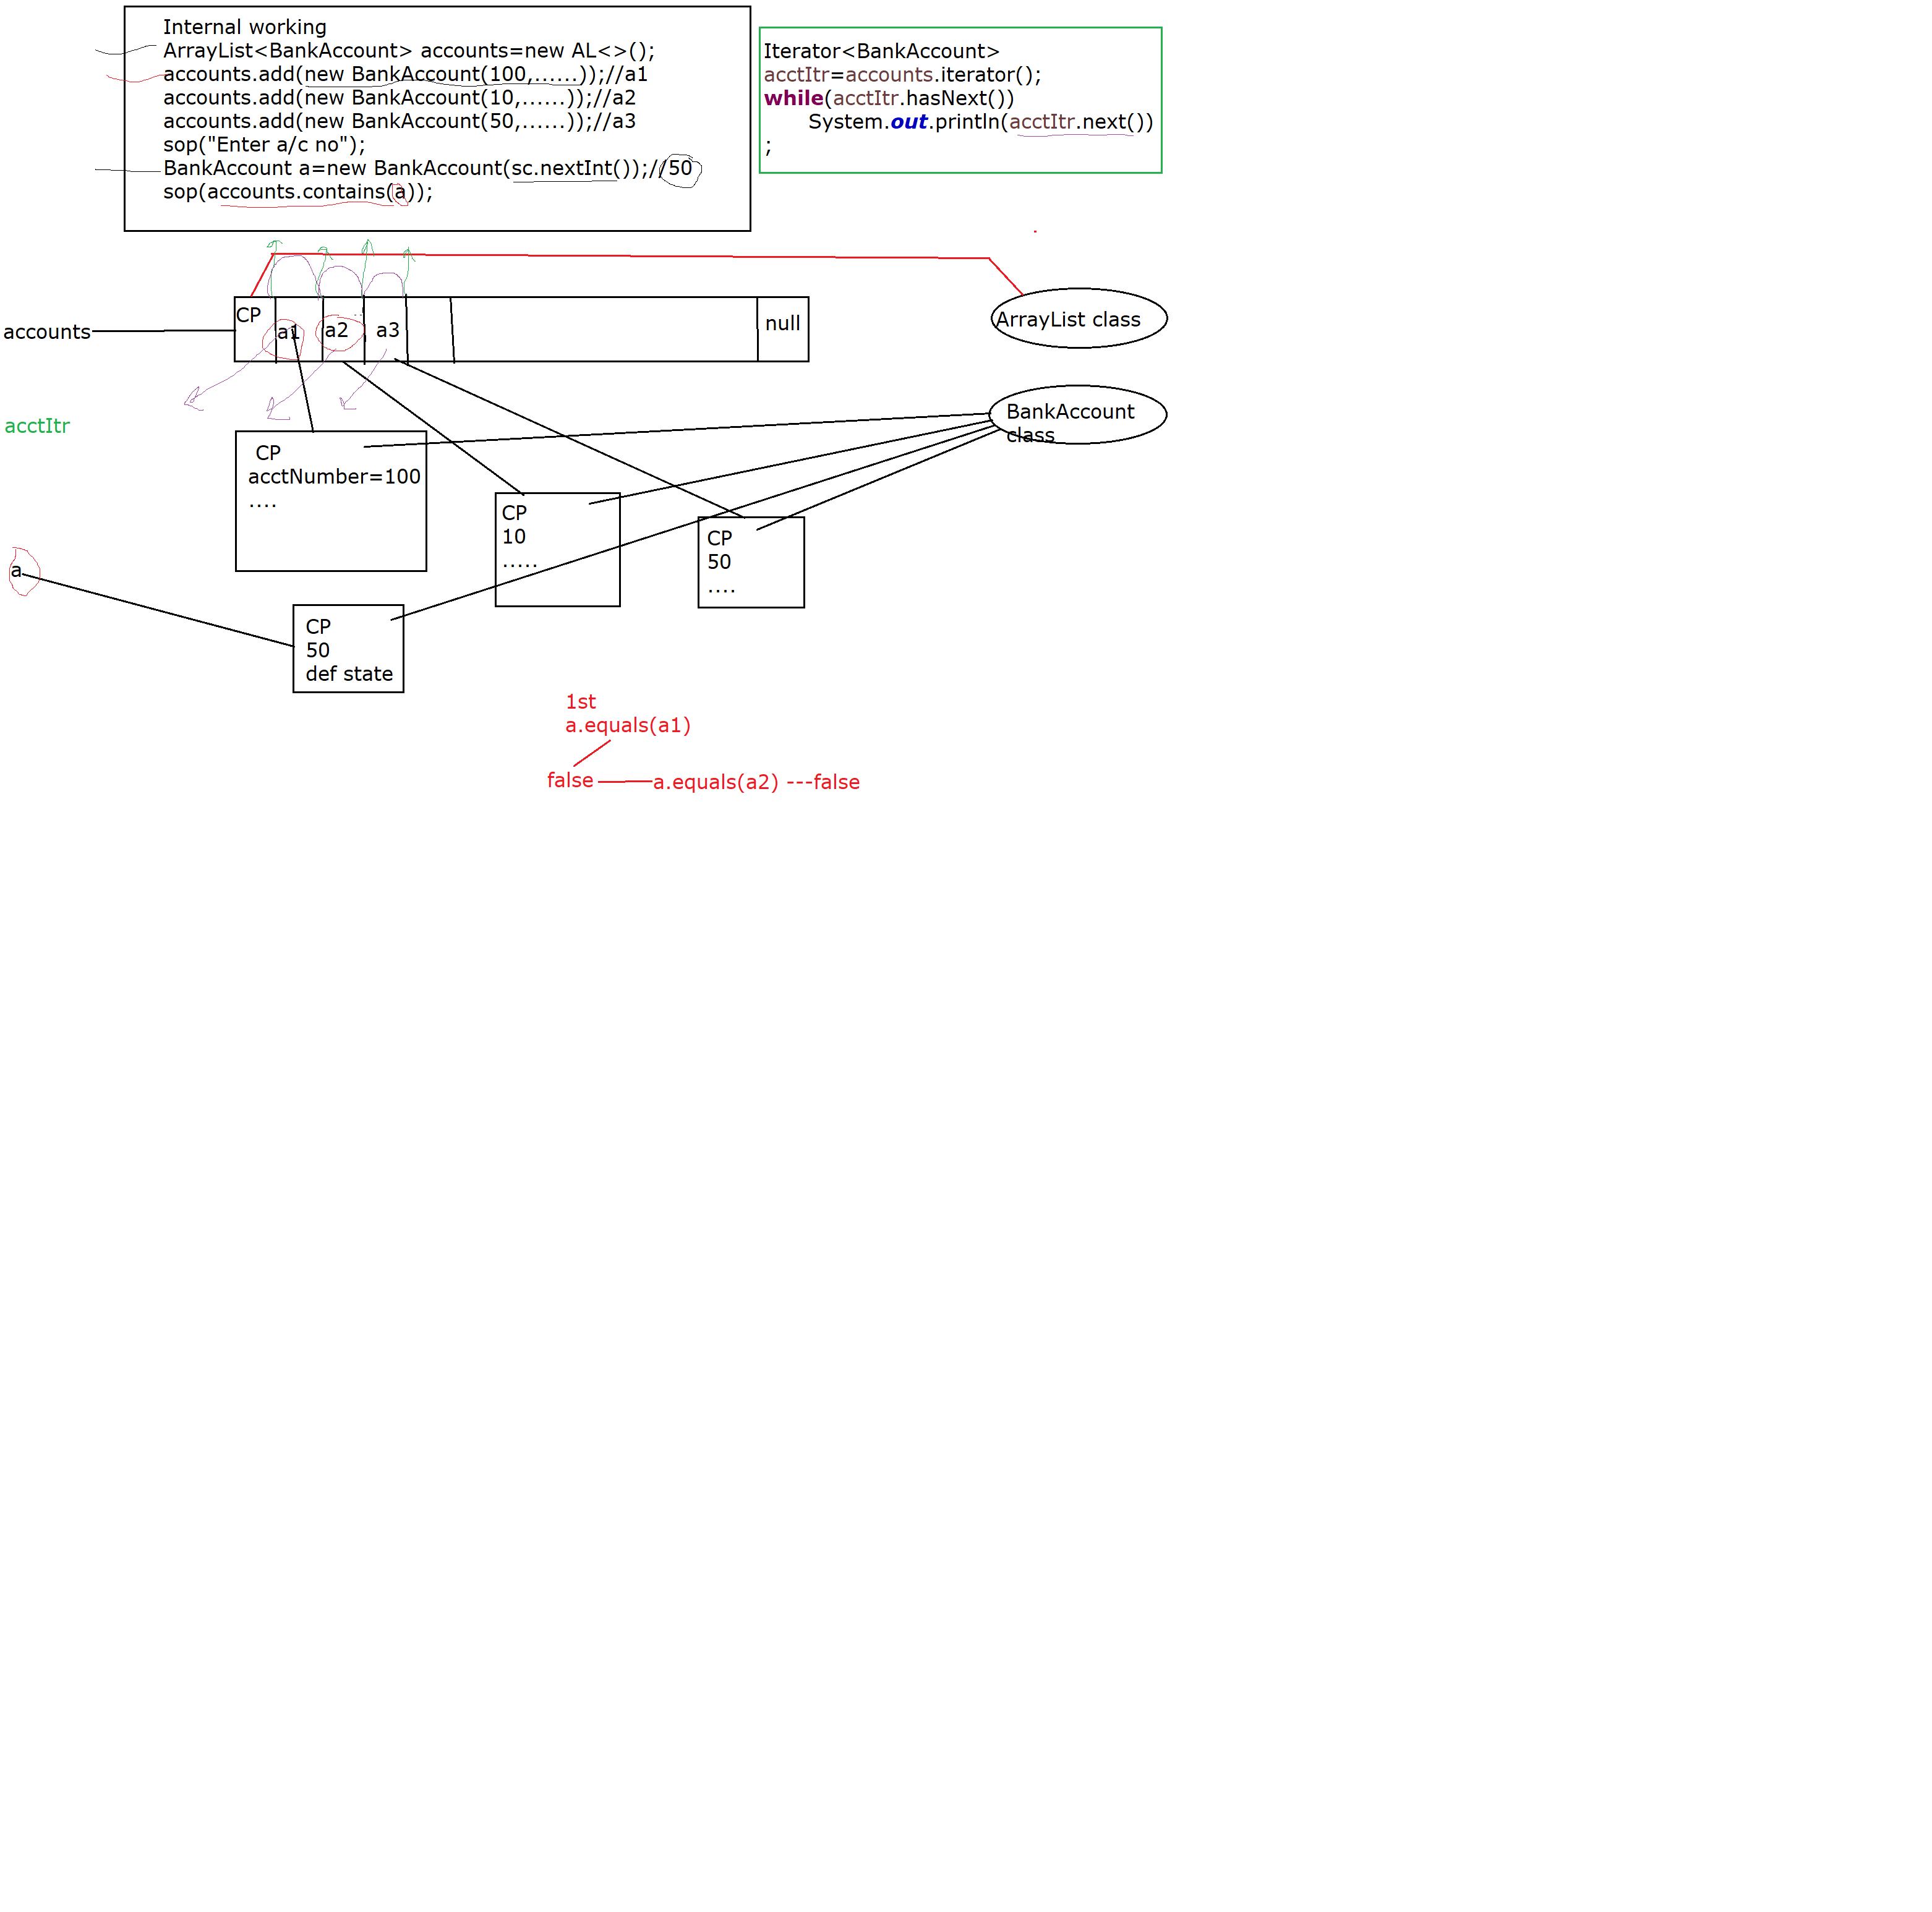 Internal working
ArrayList<BankAccount> accounts=new AL<>();
accounts.add(new BankAccount(100,......));//a1
accounts.add(new BankAccount(10,......));//a2
accounts.add(new BankAccount(50,......));//a3
sop("Enter a/c no");
BankAccount a=new BankAccount(sc.nextInt());//50
sop(accounts.contains(a));
Iterator<BankAccount>
acctItr=accounts.iterator();
while(acctItr.hasNext())
System.out.println(acctItr.next())
;
accounts
CP
a1
a2
a3
null
ArrayList class
BankAccount
class
acctItr
CP
acctNumber=100
....
CP
10
.....
CP
50
....
a
CP
50
def state
1st
a.equals(a1)
false
a.equals(a2) ---false